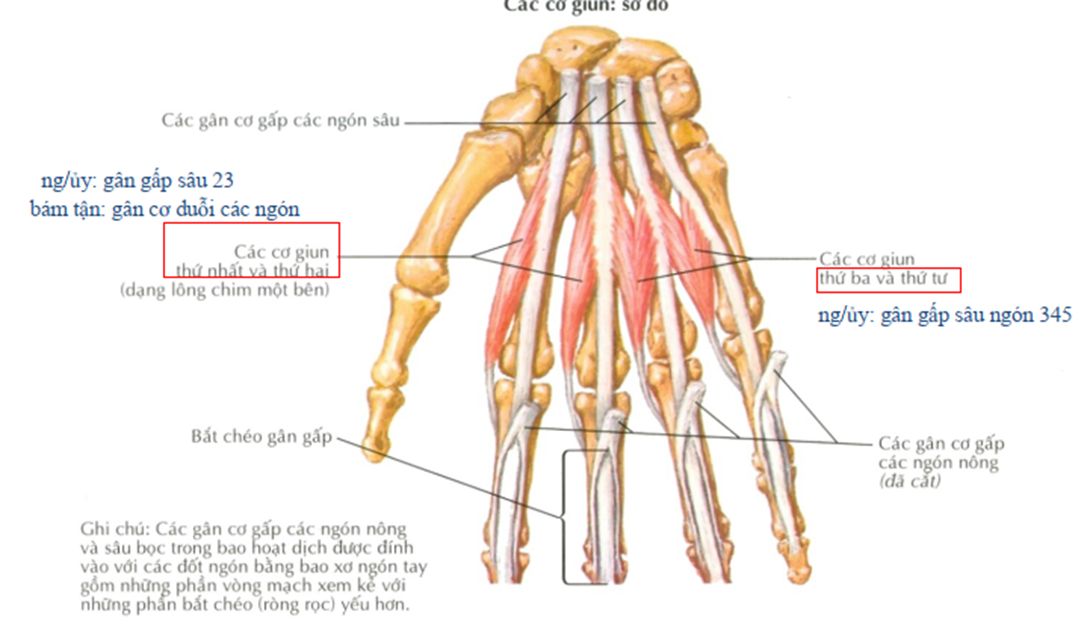 Các cơ giun: sơ đồ
Các gân cơ gấp các ngón sâu
ng/ủy: gân gấp sâu 23
bám tận: gân cơ duỗi các ngón
Các cơ giun
thứ nhất và thứ hai
(dạng lông chim một bên)
Các cơ giun
thứ ba và thứ tư
ng/ủy: gân gấp sâu ngón 345
Bắt chéo gân gấp
Các gân cơ gấp
các ngón nông
(đã cắt)
Ghi chú: Các gân cơ gấp các ngón nông
và sâu bọc trong bao hoạt dịch được đính
vào với các đốt ngón bằng bao xơ ngón tay
gồm những phần vòng mạch xem kẻ với
những phần bắt chéo (ròng rọc) yếu hơn.